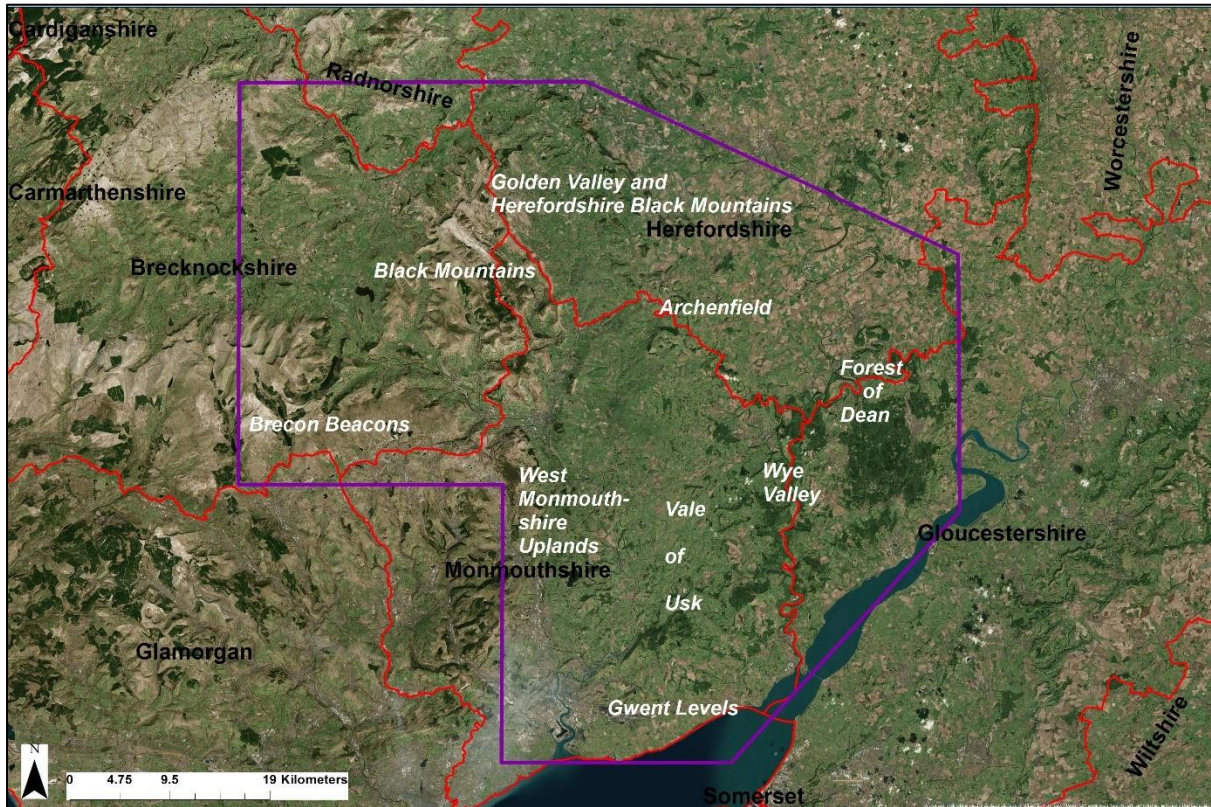 Cardiganshire
Radnorshire
Worcestershire
Carmarthenshire
Golden Valley and
Herefordshire Black Mountains
Herefordshire
Brecknockshire
Black Mountains
Archenfield
Forest
of
Dean
Brecon Beacons
West
Monmouth-
shire
Uplands
Wye
Valley
Vale
of
Usk
Gloucestershire
Monmouthshire
Glamorgan
Gwent Levels
Wiltshire
Somerset
N
0 4.75 9.5 19 Kilometers